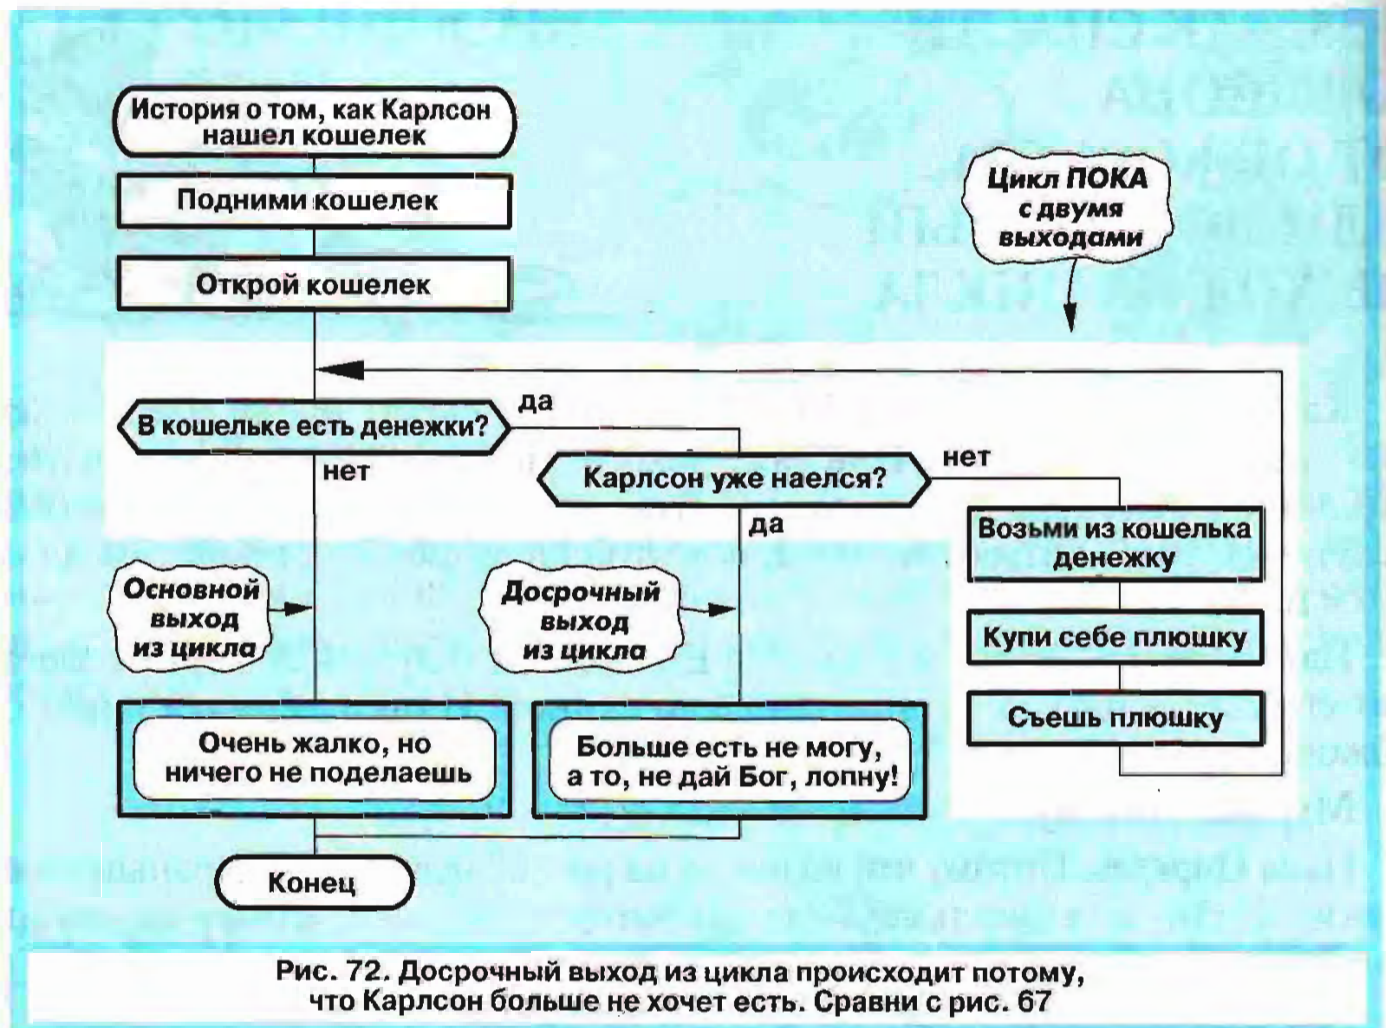 История о том, как Карлсон
нашел кошелек
Подними кошелек
Открой кошелек
Цикл ПОКА
с двумя
выходами
В кошельке есть денежки?
да
нет
Карлсон уже наелся?
нет
да
Возьми из кошелька
денежку
Купи себе плюшку
Съешь плюшку
Основной
выход
из цикла
Досрочный
выход
из цикла
Очень жалко, но
ничего не поделаешь
Больше есть не могу,
а то, не дай Бог, лопну!
Конец
Рис. 72. Досрочный выход из цикла происходит потому,
что Карлсон больше не хочет есть. Сравни с рис. 67